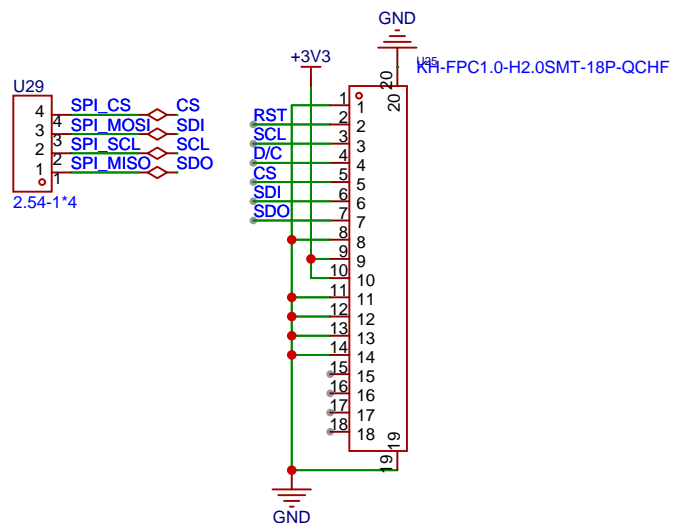 GND
+3V3
U25
KH-FPC1.0-H2.0SMT-18P-QCHF
20
20
U29
4 SPI_CS 4 CS
3 SPI_MOSI 3 SDI
2 SPI_SCL 2 SCL
1 SPI_MISO 1 SDO
2.54-1*4
1 1
RST 2 2
SCL 3 3
D/C 4 4
CS 5 5
SDI 6 6
SDO 7 7
8 8
9 9
10 10
11 11
12 12
13 13
14 14
15 15
16 16
17 17
18 18
19
19
GND